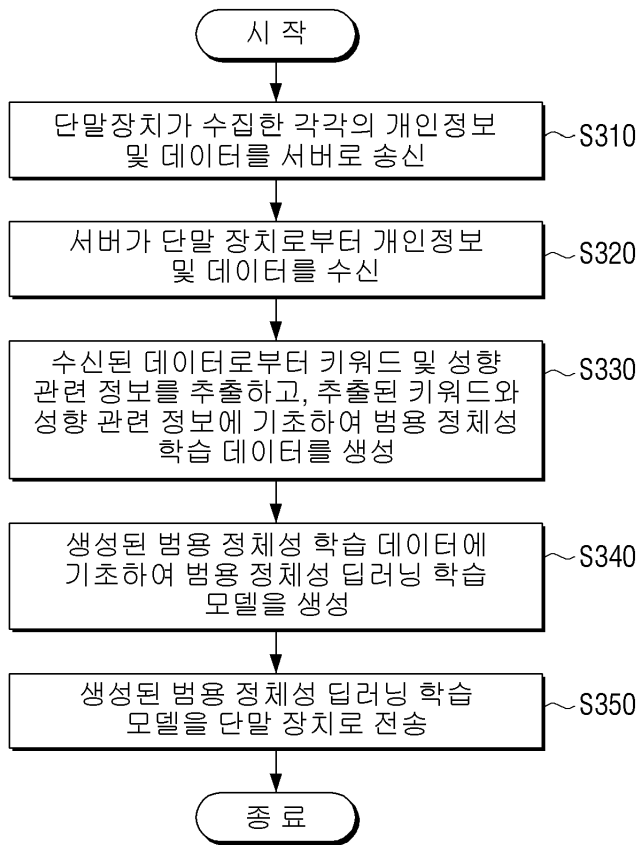 시 작
단말장치가 수집한 각각의 개인정보
및 데이터를 서버로 송신
S310
서버가 단말 장치로부터 개인정보
및 데이터를 수신
S320
수신된 데이터로부터 키워드 및 성향
관련 정보를 추출하고, 추출된 키워드와
성향 관련 정보에 기초하여 범용 정체성
학습 데이터를 생성
S330
생성된 범용 정체성 학습 데이터에
기초하여 범용 정체성 딥러닝 학습
모델을 생성
S340
생성된 범용 정체성 딥러닝 학습
모델을 단말 장치로 전송
S350
종 료